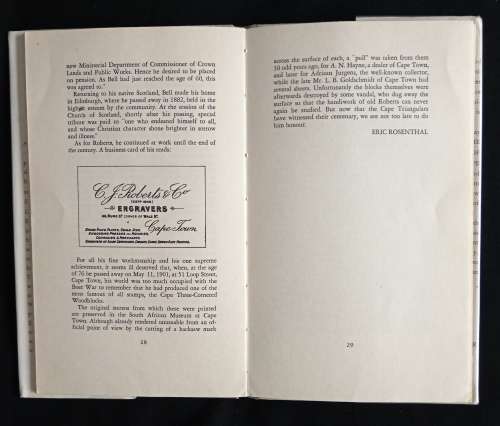 new Ministerial Department of Commissioner of Crown
Lands and Public Works. Hence he desired to be placed
on pension. As Bell had just reached the age of 60, this
was agreed to."
Returning to his native Scotland, Bell made his home in
Edinburgh, where he passed away in 1882, held in the
highest esteem by the community. At the session of the
Church of Scotland, shortly after his passing, special
tribute was paid to "one who endeared himself to all,
and whose Christian character shone brighter in sorrow
and illness."
As for Roberts, he continued at work until the end of
the century. A business card of his reads:
C. J. Roberts & Co
ENGRAVERS
CORNER OF WALE ST
Cape Town
For all his fine workmanship and his one supreme
achievement, it seems ill deserved that, when, at the age
of 76 he passed away on May 11, 1901, at 51 Loop Street,
Cape Town, his world was too much occupied with the
Boer War to remember that he had produced one of the
most famous of all stamps, the Cape Three-Cornered
Woodblocks.
The original stereos from which these were printed
are preserved in the South African Museum at Cape
Town. Although already rendered unusable from an of-
ficial point of view by the cutting of a hacksaw mark
28
across the surface of each, a "pull" was taken from them
50 odd years ago, for A. N. Hayne, a dealer of Cape Town,
and later for Adrian Jurgens, the well-known collector,
while the late Mr. L. B. Goldschmidt of Cape Town had
several sheets. Unfortunately the blocks themselves were
afterwards destroyed by some vandal, who dug away the
surface so that the handiwork of old Roberts can never
again be studied. But now that the Cape Triangulars
have witnessed their centenary, we are not too late to do
him honour.
ERIC ROSENTHAL
29